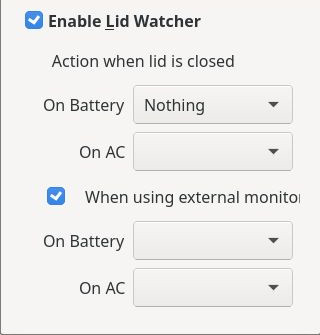 Enable Lid Watcher
Action when lid is closed
On Battery Nothing
On AC
When using external monitor
On Battery
On AC